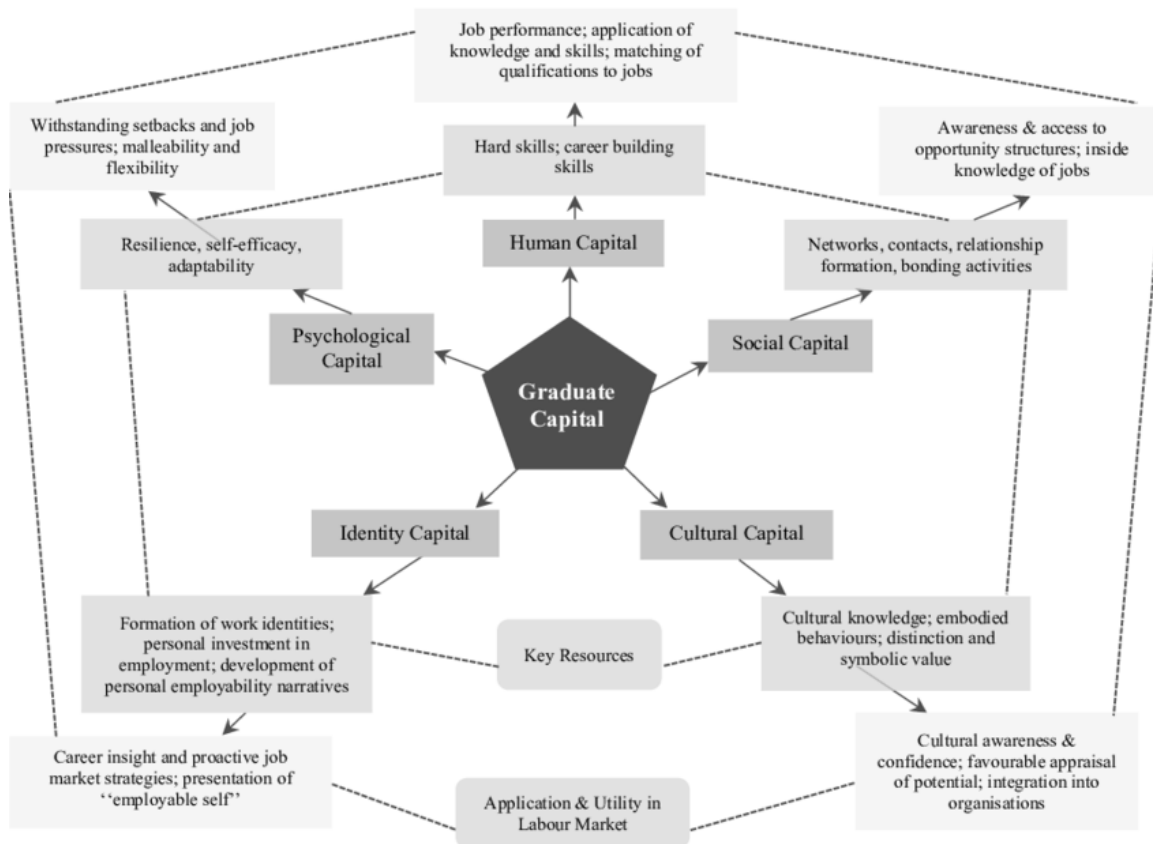 Job performance; application of
knowledge and skills; matching of
qualifications to jobs
Withstanding setbacks and job
pressures; malleability and
flexibility
Hard skills; career building
skills
Awareness & access to
opportunity structures; inside
knowledge of jobs
Resilience, self-efficacy,
adaptability
Human Capital
Networks, contacts, relationship
formation, bonding activities
Psychological
Capital
Social Capital
Graduate
Capital
Identity Capital
Cultural Capital
Formation of work identities;
personal investment in
employment; development of
personal employability narratives
Key Resources
Cultural knowledge; embodied
behaviours; distinction and
symbolic value
Career insight and proactive job
market strategies; presentation of
‘‘employable self’’
Application & Utility in
Labour Market
Cultural awareness &
confidence; favourable appraisal
of potential; integration into
organisations